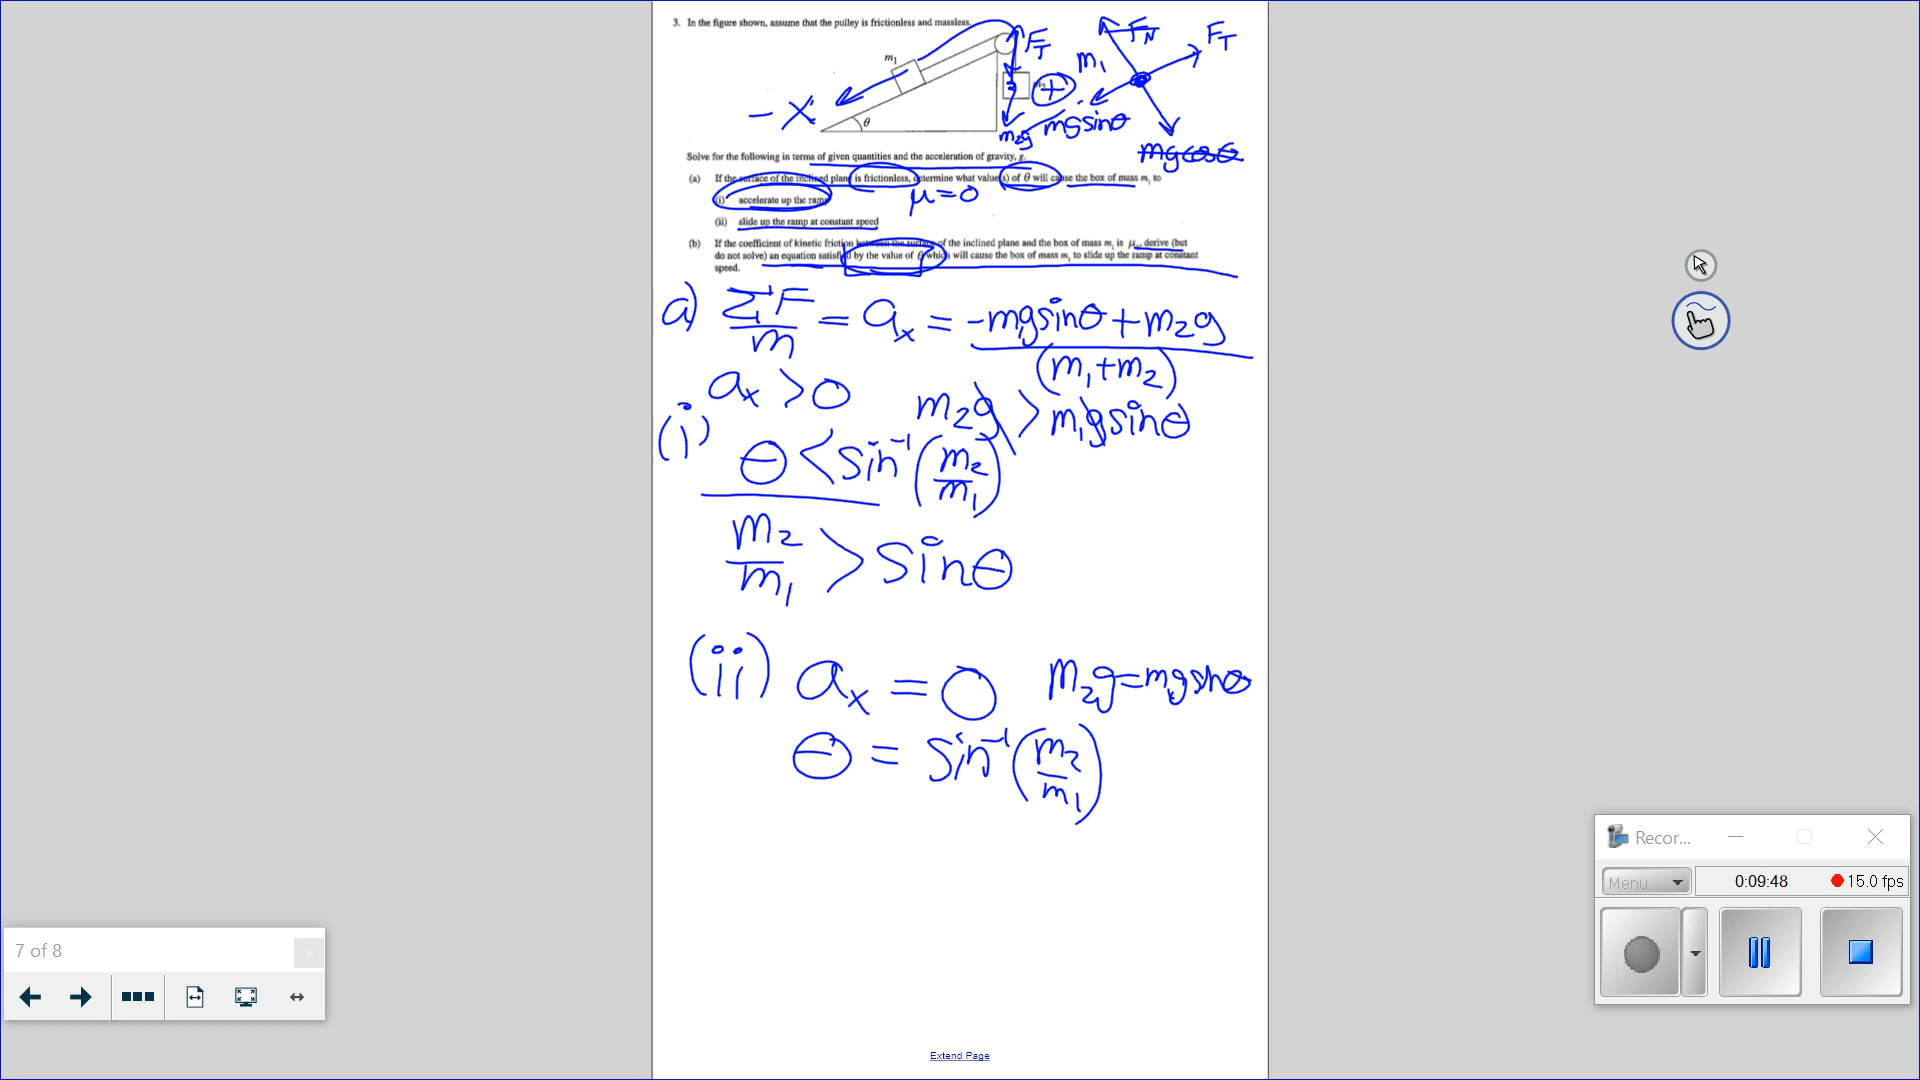 3. In the figure shown, assume that the pulley is frictionless and massless.
m₁
θ
- X
F_T
+
m₂g
m₁
F_N
F_T
mgsinθ
mgcosθ
Solve for the following in terms of given quantities and the acceleration of gravity, g.
(a) If the surface of the inclined plane is frictionless, determine what value(s) of θ will cause the box of mass m₁ to
(i) accelerate up the ramp
μ=0
(ii) slide up the ramp at constant speed
(b) If the coefficient of kinetic friction between the surface of the inclined plane and the box of mass m₁ is μₖ, derive (but
do not solve) an equation satisfied by the value of θ which will cause the box of mass m₁ to slide up the ramp at constant
speed.
a) ΣF/m = aₓ = -mgsinθ+m₂g/(m₁+m₂)
aₓ > 0 m₂g > m₁gsinθ
(i) θ < sin⁻¹(m₂/m₁)
m₂/m₁ > sinθ
(ii) aₓ = 0 m₂g=m₁gsinθ
θ = sin⁻¹(m₂/m₁)
Extend Page
7 of 8
Recor...
Menu
0:09:48
15.0 fps